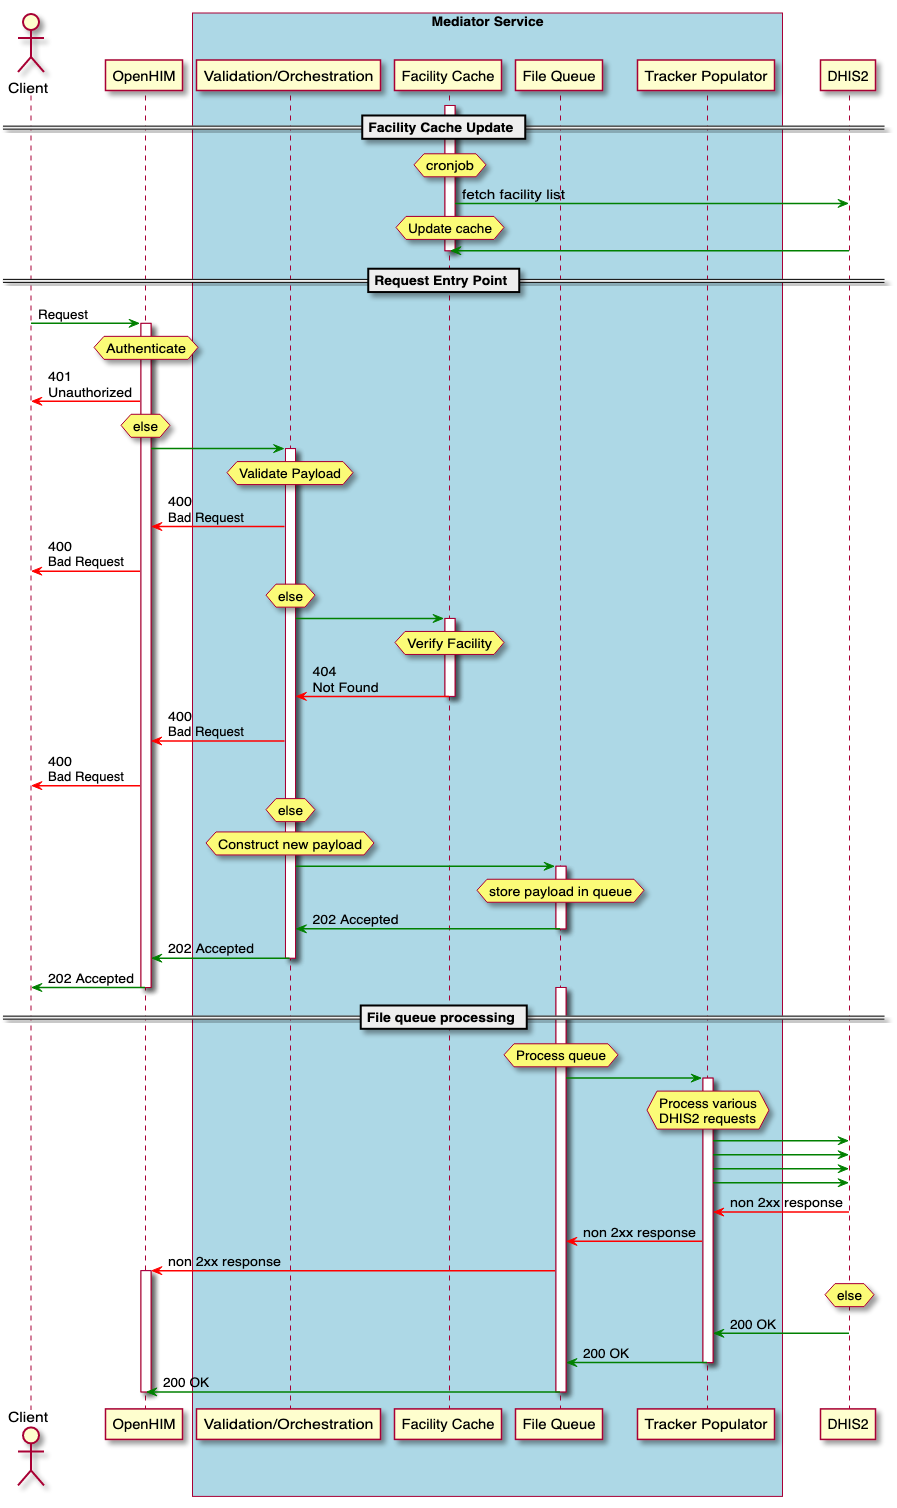 Mediator Service
Client
OpenHIM
Validation/Orchestration
Facility Cache
File Queue
Tracker Populator
DHIS2
Facility Cache Update
cronjob
fetch facility list
Update cache
Request Entry Point
Request
Authenticate
401
Unauthorized
else
Validate Payload
400
Bad Request
400
Bad Request
else
Verify Facility
404
Not Found
400
Bad Request
400
Bad Request
else
Construct new payload
store payload in queue
202 Accepted
202 Accepted
202 Accepted
File queue processing
Process queue
Process various
DHIS2 requests
non 2xx response
non 2xx response
non 2xx response
else
200 OK
200 OK
200 OK
Client
OpenHIM
Validation/Orchestration
Facility Cache
File Queue
Tracker Populator
DHIS2